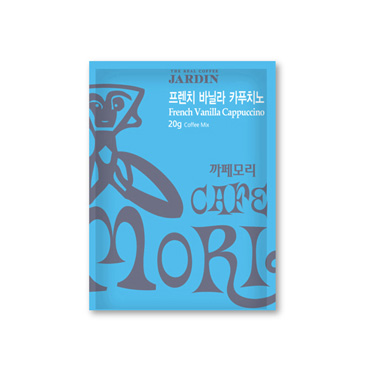 THE REAL COFFEE
JARDIN
프렌치 바닐라 카푸치노
French Vanilla Cappuccino
20g Coffee Mix
까페모리
CAFE
MORI